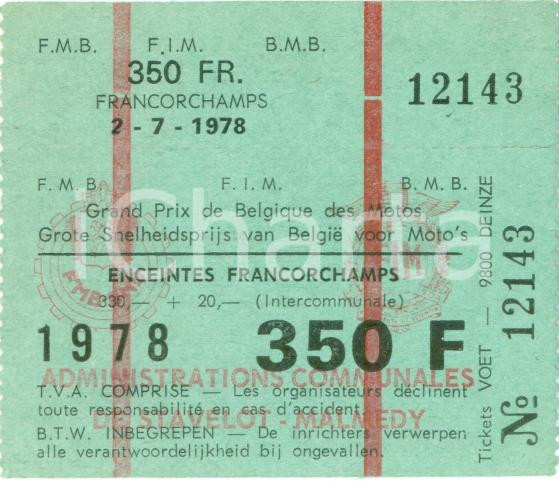 F.M.B. F.I.M. B.M.B.
350 FR.
FRANCORCHAMPS
2 - 7 - 1978
12143
F. M. B. F. I. M. B. M. B.
Grand Prix de Belgique des Motos
Grote Snelheidsprijs van België voor Moto's
ENCEINTES FRANCORCHAMPS
330,— + 20,— (Intercommunale)
1978 350 F
ADMINISTRATIONS COMMUNALES
DE STAVELOT - MALMEDY
T.V.A. COMPRISE — Les organisateurs déclinent
toute responsabilité en cas d'accident.
B.T.W. INBEGREPEN — De inrichters verwerpen
alle verantwoordelijkheid bij ongevallen.
Tickets VOET — 9800 DEINZE
No 12143
FMB
iCharta